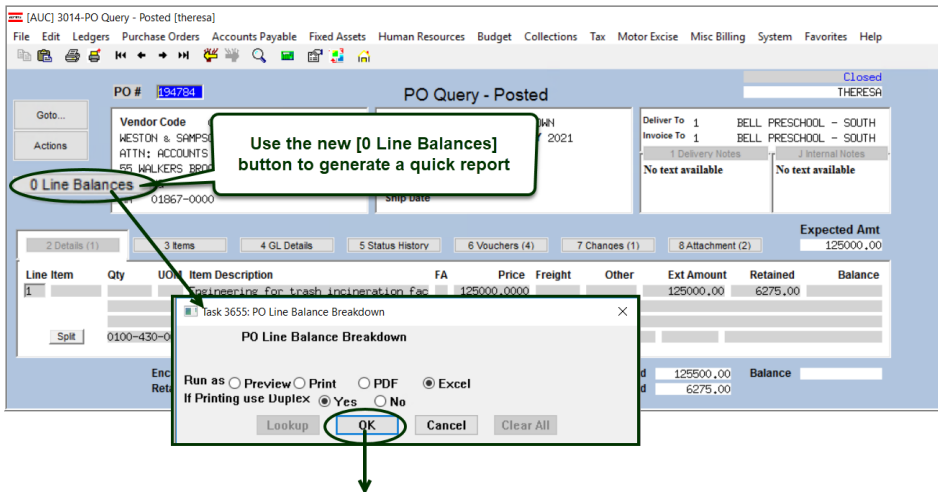 [AUC] 3014-PO Query - Posted [theresa]
File Edit Ledgers Purchase Orders Accounts Payable Fixed Assets Human Resources Budget Collections Tax Motor Excise Misc Billing System Favorites Help
Closed
PO # 194784 PO Query - Posted THERESA
Goto...
Actions
0 Line Balances
Vendor Code
WESTON & SAMPS
ATTN: ACCOUNTS
55 WALKERS BRO
01867-0000
Use the new [0 Line Balances]
button to generate a quick report
2021
Ship Date
Deliver To 1 BELL PRESCHOOL - SOUTH
Invoice To 1 BELL PRESCHOOL - SOUTH
1 Delivery Notes J Internal Notes
No text available No text available
Expected Amt
2 Details (1) 3 Items 4 GL Details 5 Status History 6 Vouchers (4) 7 Changes (1) 8 Attachment (2) 125000.00
Line Item Qty UOM Item Description FA Price Freight Other Ext Amount Retained Balance
1 Engineering for trash incineration fac 125000.0000 125000.00 6275.00
Split 0100-430-0
Enc
Reta
d 125500.00 Balance
d 6275.00
Task 3655: PO Line Balance Breakdown
PO Line Balance Breakdown
Run as Preview Print PDF Excel
If Printing use Duplex Yes No
Lookup OK Cancel Clear All